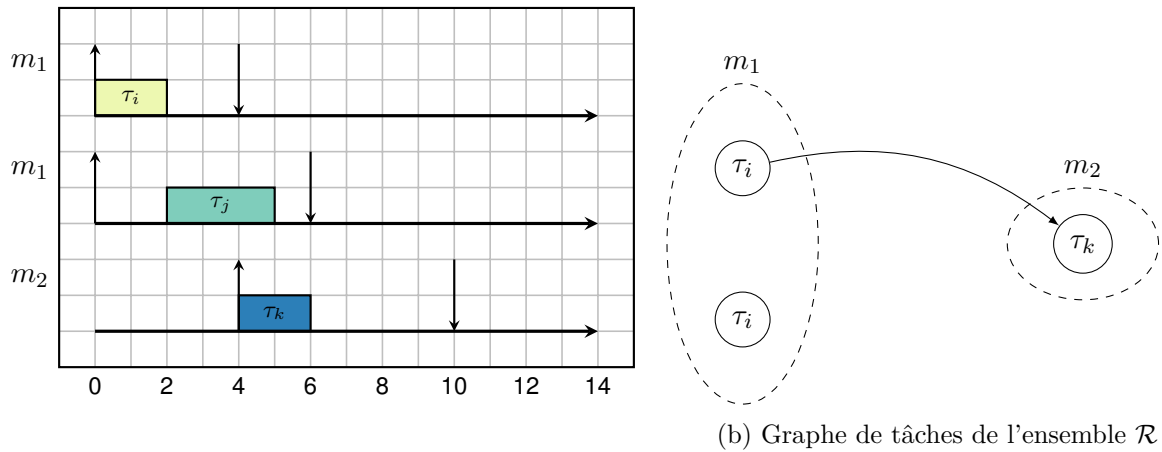 m1
τi
m1
τj
m2
τk
0 2 4 6 8 10 12 14
m1
τi
m2
τk
τi
(b) Graphe de tâches de l'ensemble R